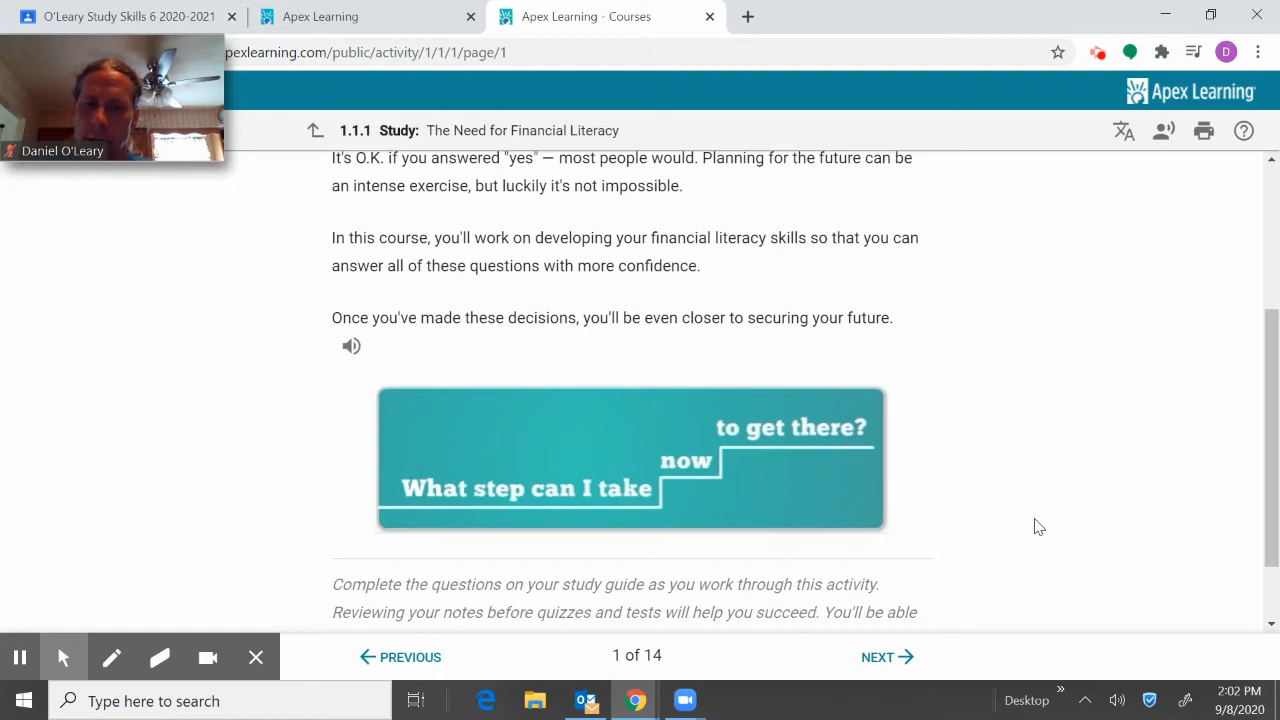 O'Leary Study Skills 6 2020-2021
Apex Learning
Apex Learning - Courses
pexlearning.com/public/activity/1/1/1/page/1
D
Apex Learning
1.1.1 Study: The Need for Financial Literacy
Daniel O'Leary
It's O.K. if you answered "yes" — most people would. Planning for the future can be
an intense exercise, but luckily it's not impossible.
In this course, you'll work on developing your financial literacy skills so that you can
answer all of these questions with more confidence.
Once you've made these decisions, you'll be even closer to securing your future.
What step can I take
now
to get there?
Complete the questions on your study guide as you work through this activity.
Reviewing your notes before quizzes and tests will help you succeed. You'll be able
PREVIOUS
1 of 14
NEXT
Type here to search
Desktop
2:02 PM
9/8/2020